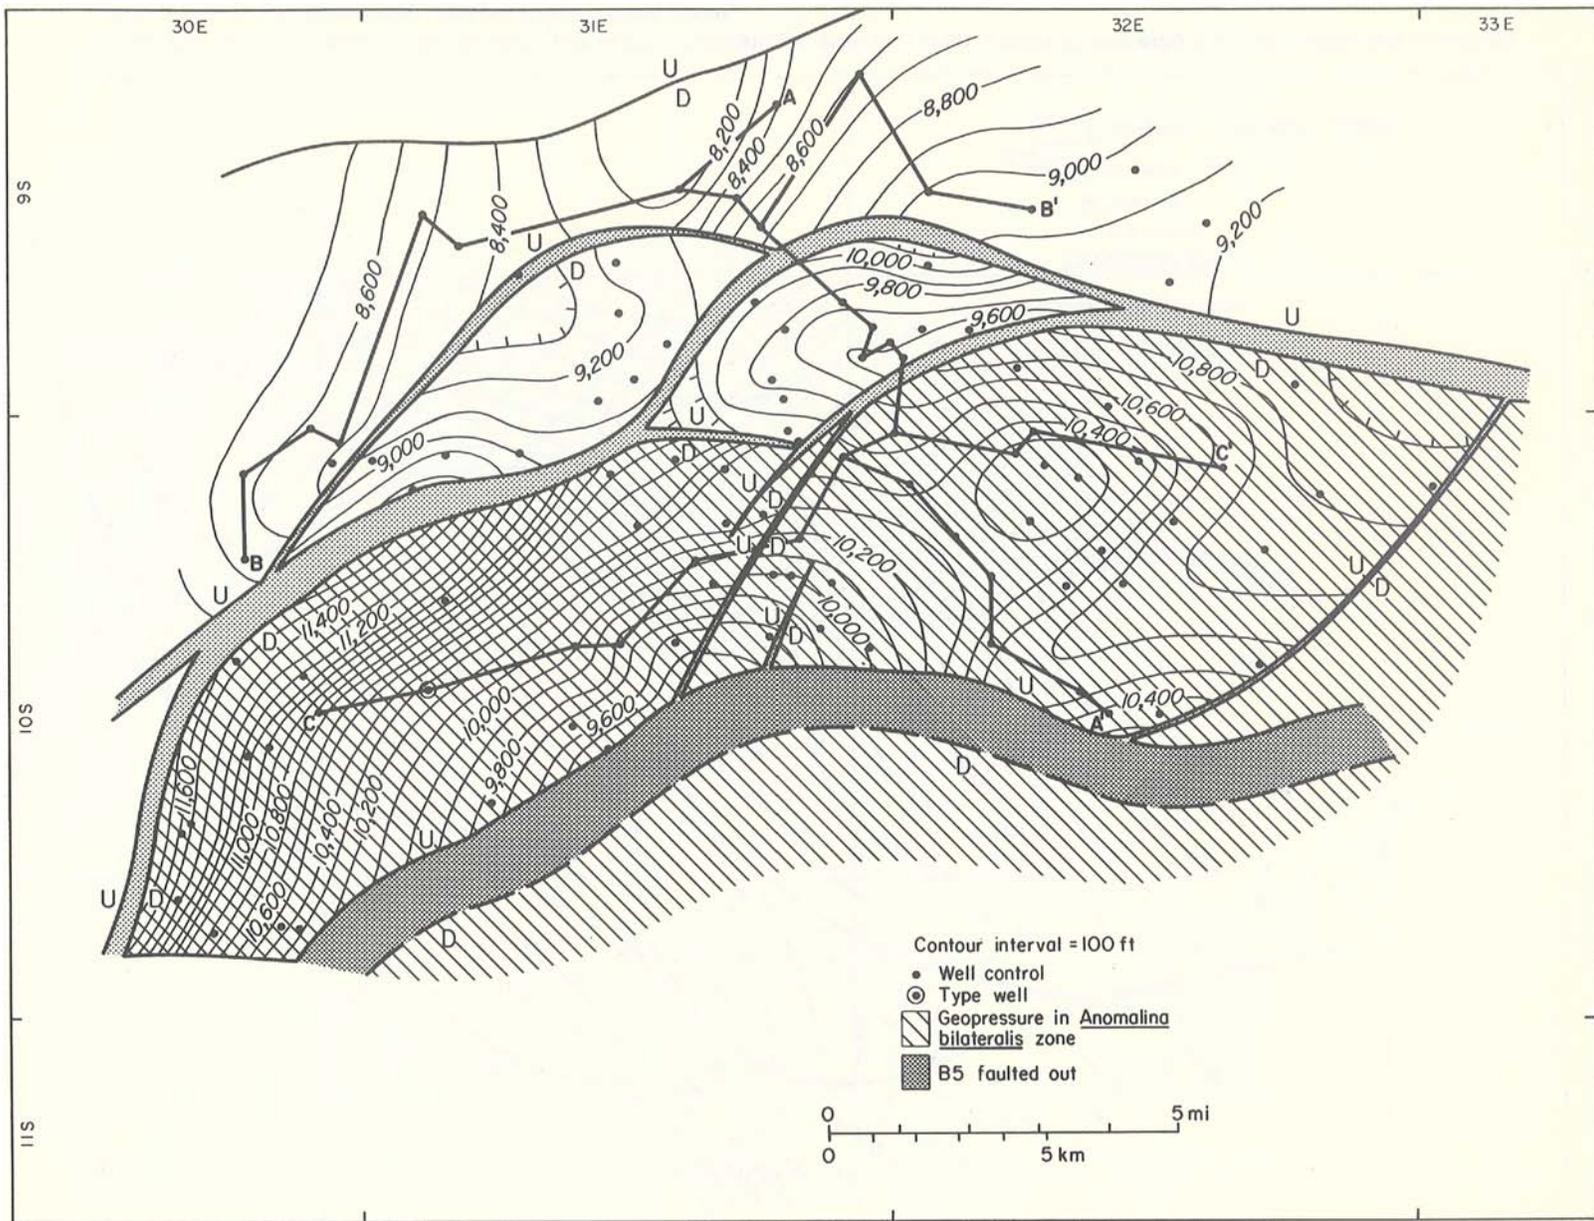 30E
31E
32E
33E
9S
10S
11S
U
D
A
8,200
8,400
8,600
8,800
9,000
B'
9,200
8,400
U
D
8,600
10,000
9,800
9,600
U
9,200
10,800
D
10,600
U
10,400
9,000
D
C'
U
D
B
U
D
10,200
U
D
U
D
11,400
11,200
U
D
10,000
C
10,000
9,600
U
10,400
A'
9,800
D
11,600
11,000
10,800
10,400
10,200
U
U
D
10,600
D
Contour interval = 100 ft
Well control
Type well
Geopressure in Anomalina
bilateralis zone
B5 faulted out
0 5 mi
0 5 km